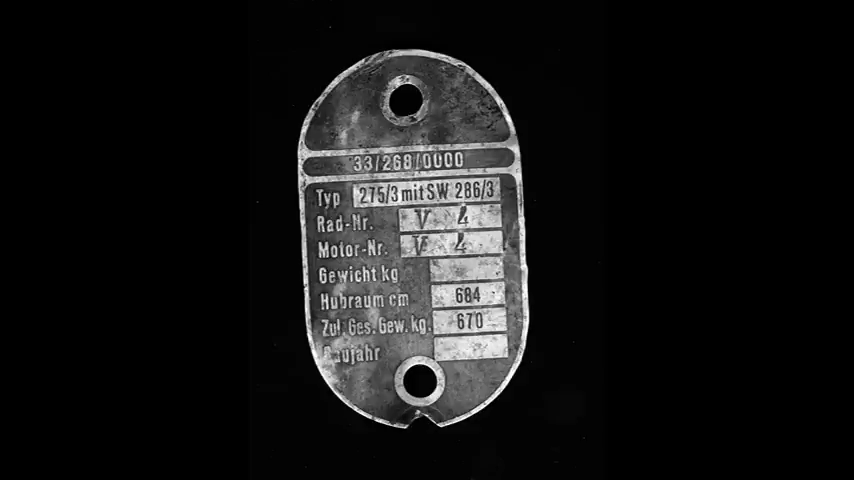 33/268/0000
Typ 275/3 mit SW 286/3
Rad-Nr. V 4
Motor-Nr. V 4
Gewicht kg
Hubraum cm 684
Zul. Ges. Gew. kg. 670
Baujahr